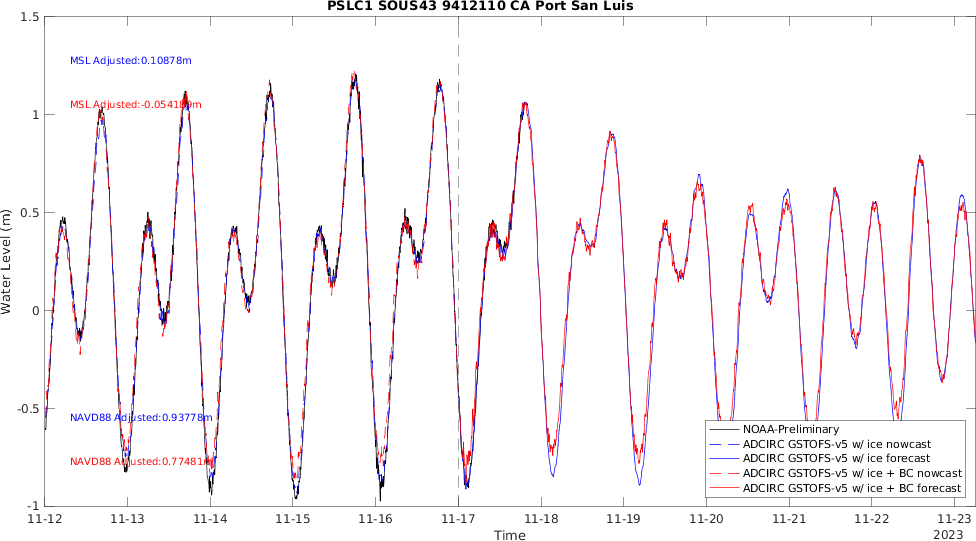 PSLC1 SOUS43 9412110 CA Port San Luis
1.5
MSL Adjusted:0.10878m
MSL Adjusted:-0.054189m
1
0.5
Water Level (m)
0
-0.5
NAVD88 Adjusted:0.93778m
NAVD88 Adjusted:0.77481m
NOAA-Preliminary
ADCIRC GSTOFS-v5 w/ ice nowcast
ADCIRC GSTOFS-v5 w/ ice forecast
ADCIRC GSTOFS-v5 w/ ice + BC nowcast
ADCIRC GSTOFS-v5 w/ ice + BC forecast
-1
11-12 11-13 11-14 11-15 11-16 11-17 11-18 11-19 11-20 11-21 11-22 11-23
Time
2023